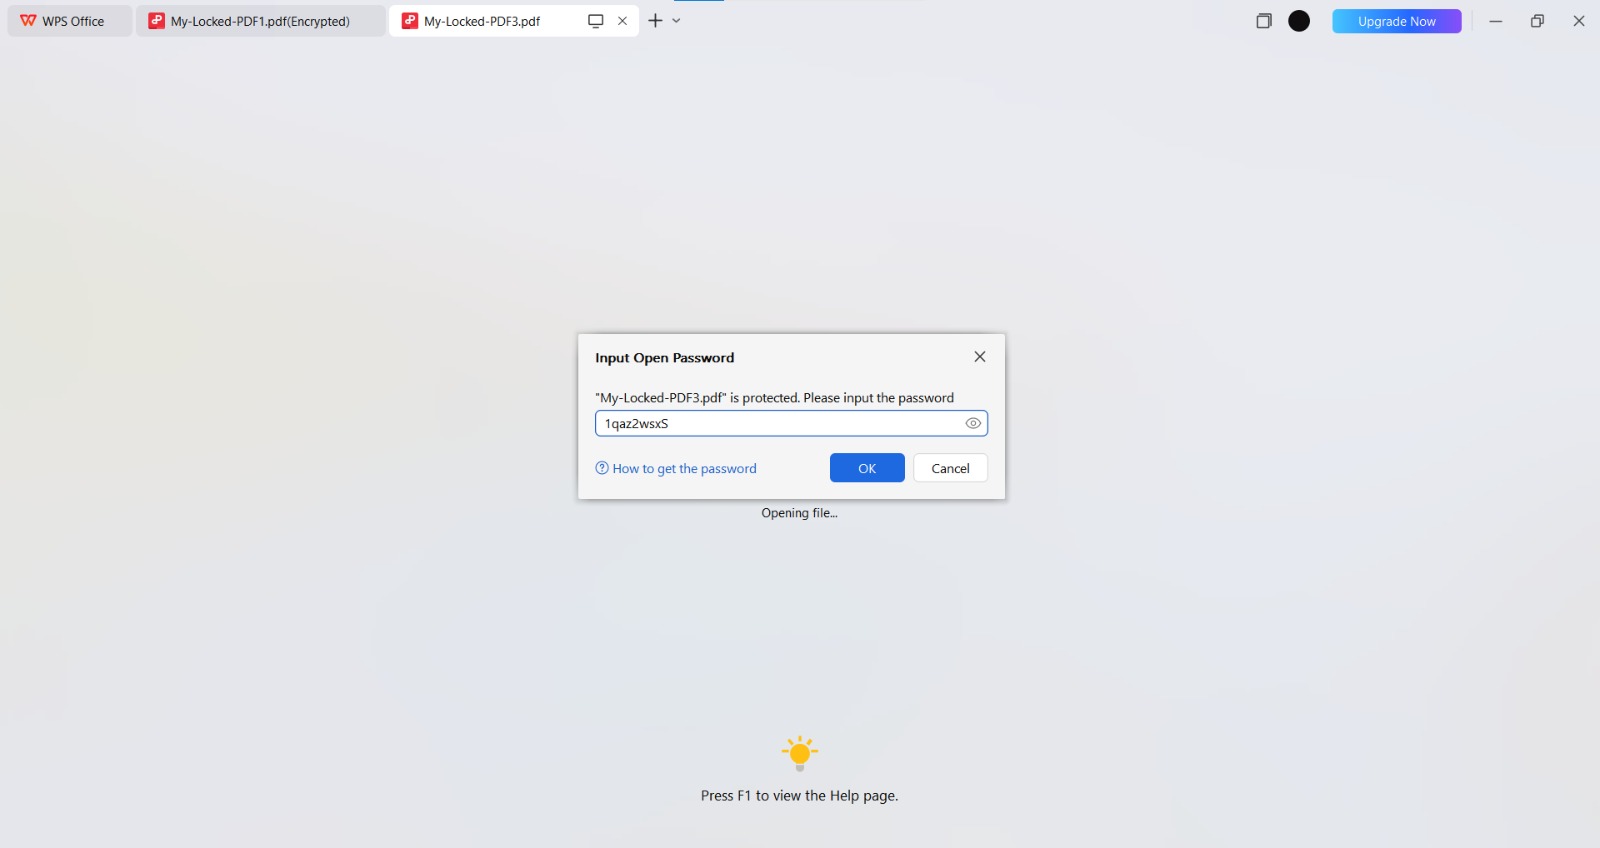 WPS Office
My-Locked-PDF1.pdf(Encrypted)
My-Locked-PDF3.pdf
Upgrade Now
Input Open Password
"My-Locked-PDF3.pdf" is protected. Please input the password
1qaz2wsxS
How to get the password
OK
Cancel
Opening file...
Press F1 to view the Help page.